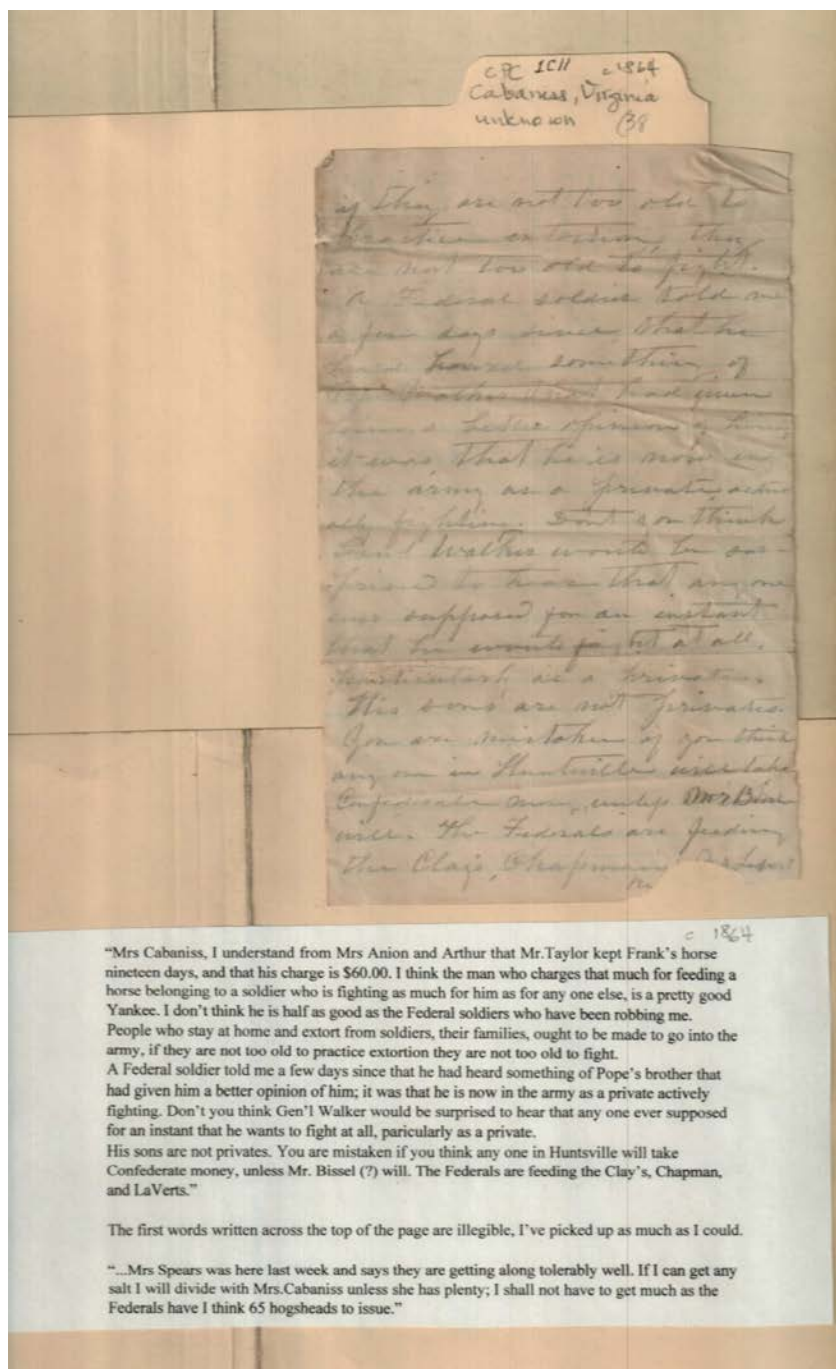 CPC 1C11 c 1864
Cabaness, Virginia
unknown (38
if they are not too old to
practice extortion, they
are not too old to fight.
A Federal soldier told me
a few days since that he
had heard something of
brother that had given
him a better opinion of him,
it was that he is now in
the army as a private, actu
ally fighting. Dont you think
Walker would be sur-
prised to hear that any one
ever supposed for an instant
that he would fight at all,
particularly as a private.
His sons are not privates.
You are mistaken if you think
any one in Huntsville will take
Confederate mon, unless Mr
will. The Federals are feeding
the Clays, Chapmans
c 1864
“Mrs Cabaniss, I understand from Mrs Anion and Arthur that Mr.Taylor kept Frank’s horse
nineteen days, and that his charge is $60.00. I think the man who charges that much for feeding a
horse belonging to a soldier who is fighting as much for him as for any one else, is a pretty good
Yankee. I don’t think he is half as good as the Federal soldiers who have been robbing me.
People who stay at home and extort from soldiers, their families, ought to be made to go into the
army, if they are not too old to practice extortion they are not too old to fight.
A Federal soldier told me a few days since that he had heard something of Pope’s brother that
had given him a better opinion of him; it was that he is now in the army as a private actively
fighting. Don’t you think Gen’l Walker would be surprised to hear that any one ever supposed
for an instant that he wants to fight at all, paricularly as a private.
His sons are not privates. You are mistaken if you think any one in Huntsville will take
Confederate money, unless Mr. Bissel (?) will. The Federals are feeding the Clay’s, Chapman,
and LaVerts.”
The first words written across the top of the page are illegible, I’ve picked up as much as I could.
“...Mrs Spears was here last week and says they are getting along tolerably well. If I can get any
salt I will divide with Mrs.Cabaniss unless she has plenty; I shall not have to get much as the
Federals have I think 65 hogsheads to issue.”